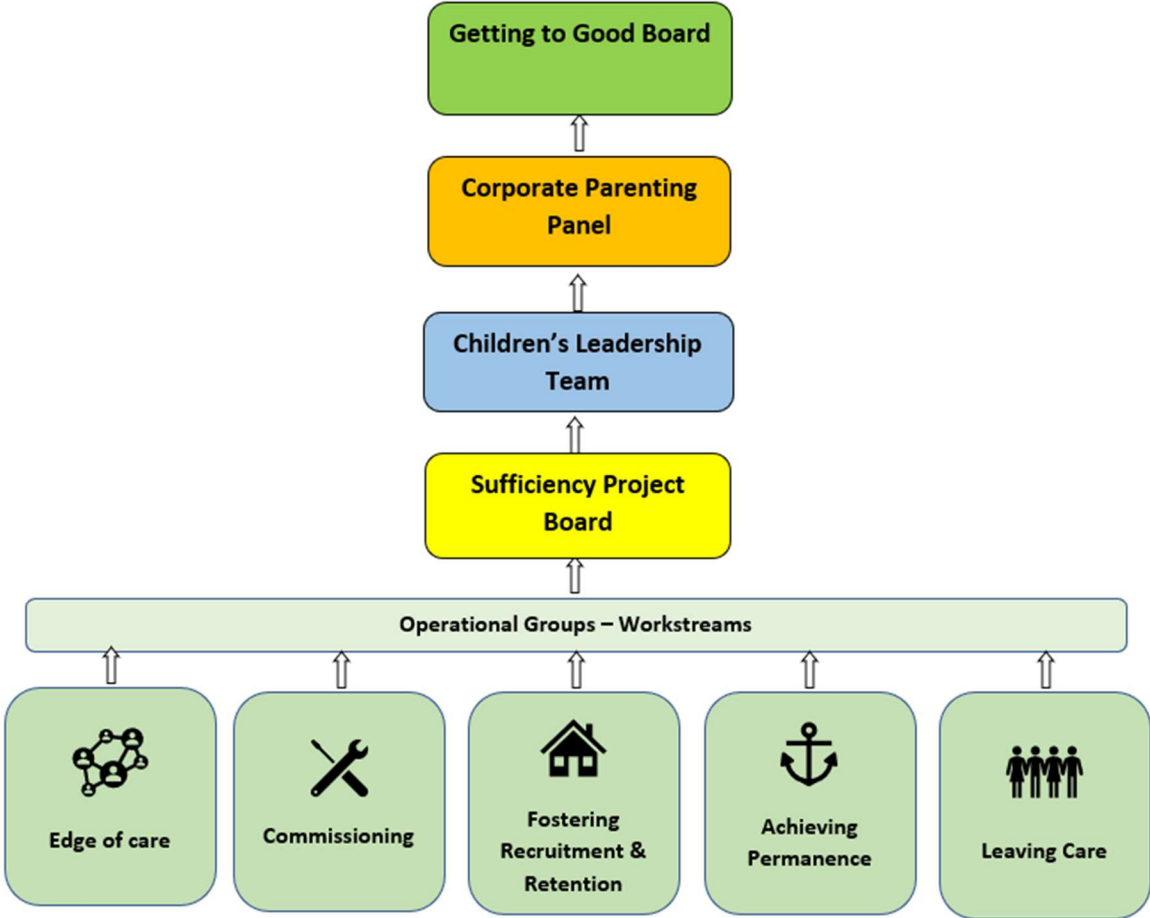 Getting to Good Board
Corporate Parenting
Panel
Children’s Leadership
Team
Sufficiency Project
Board
Operational Groups – Workstreams
Edge of care
Commissioning
Fostering
Recruitment &
Retention
Achieving
Permanence
Leaving Care